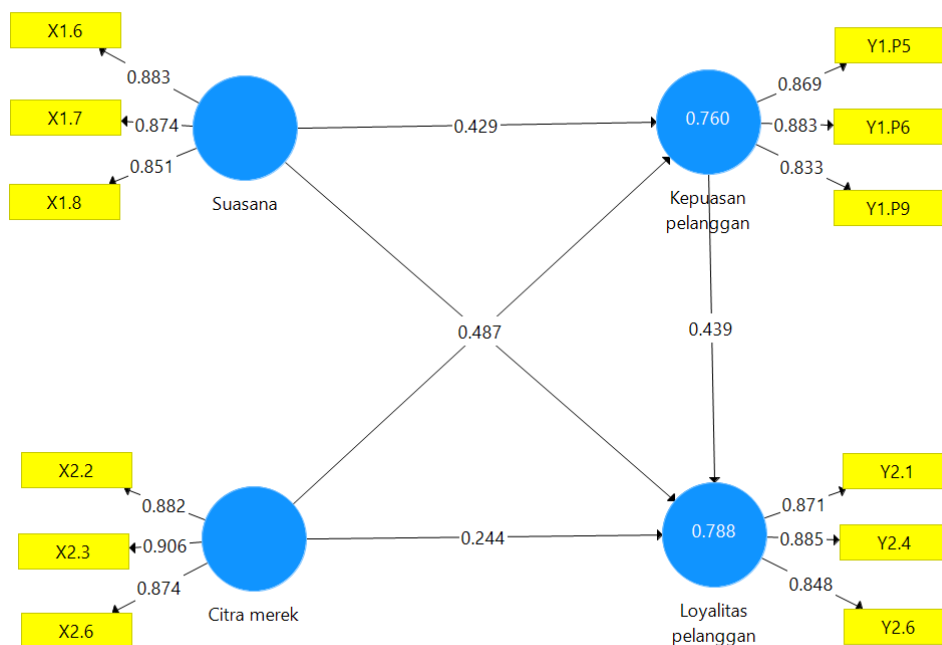 X1.6
0.883
X1.7
0.874
X1.8
0.851
Suasana
0.429
0.760
Kepuasan
pelanggan
Y1.P5
0.869
Y1.P6
0.883
Y1.P9
0.833
0.487
0.439
X2.2
0.882
X2.3
0.906
X2.6
0.874
Citra merek
0.244
0.788
Loyalitas
pelanggan
Y2.1
0.871
Y2.4
0.885
Y2.6
0.848